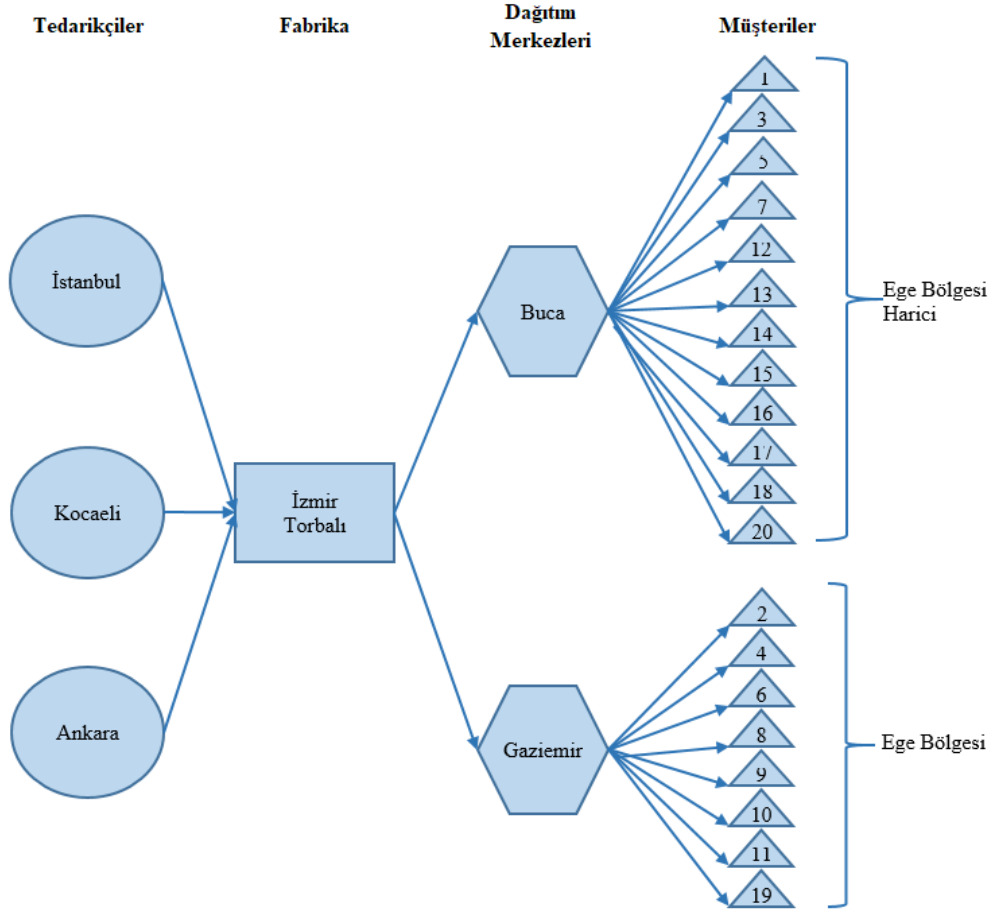 Tedarikçiler
Fabrika
Dağıtım
Merkezleri
Müşteriler
İstanbul
Kocaeli
Ankara
İzmir
Torbalı
Buca
Gaziemir
1
3
5
7
12
13
14
15
16
17
18
20
Ege Bölgesi
Harici
2
4
6
8
9
10
11
19
Ege Bölgesi